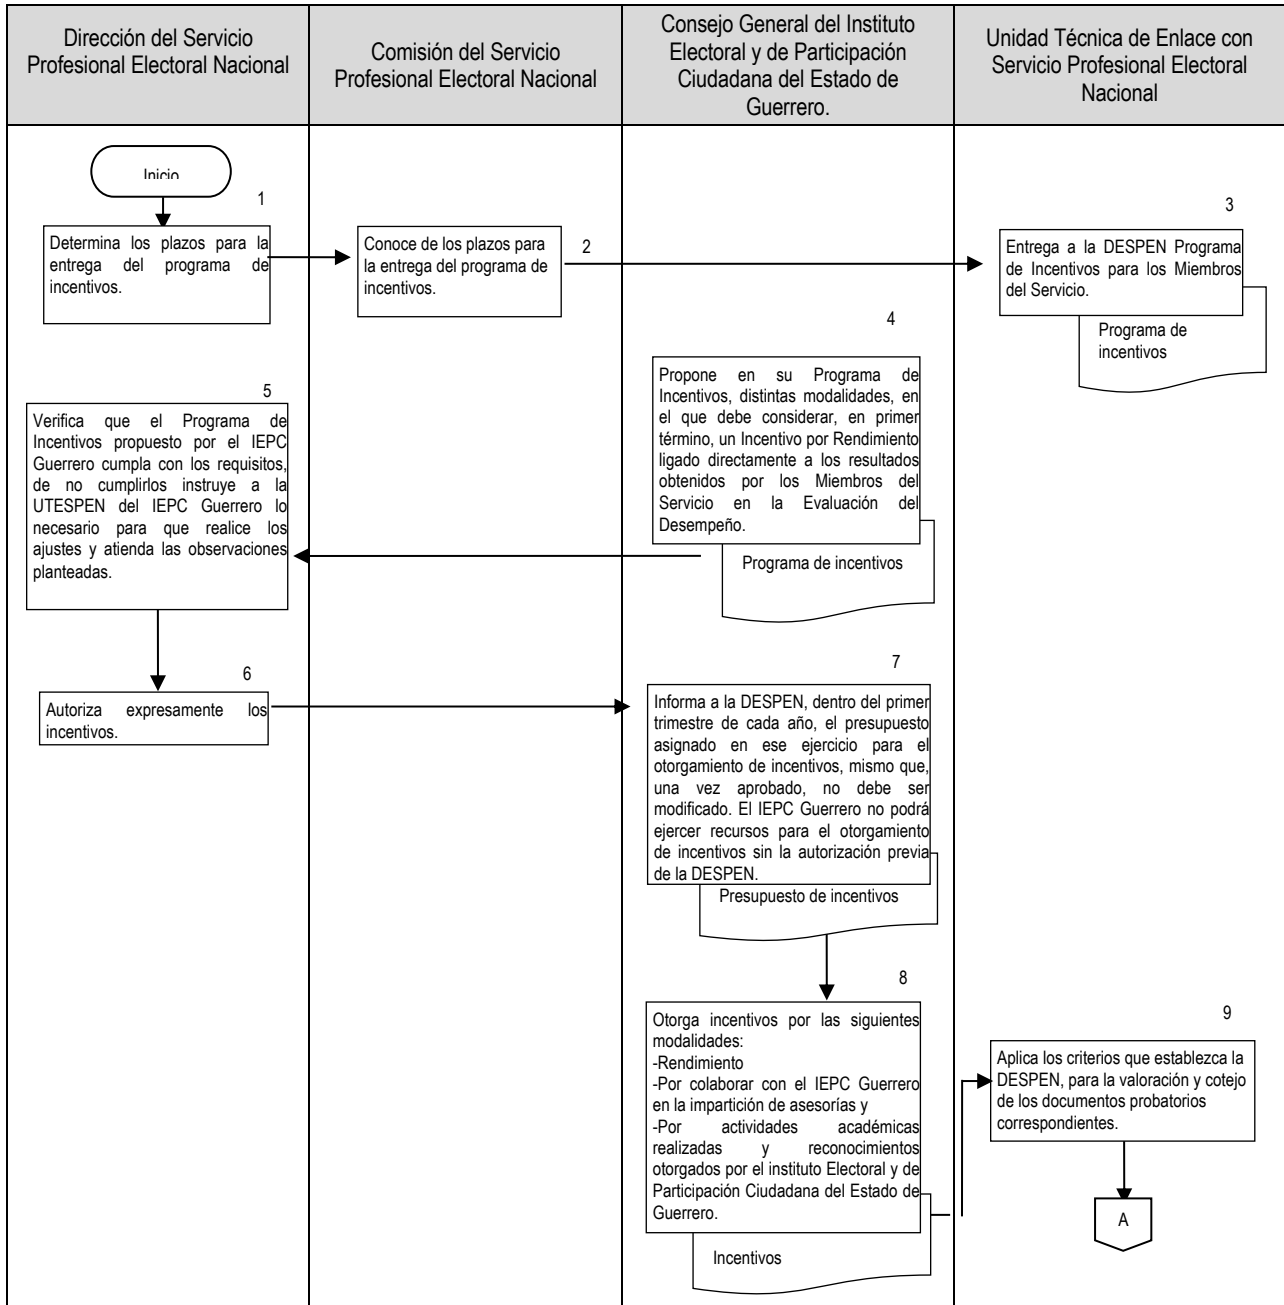 Dirección del Servicio
Profesional Electoral Nacional
Comisión del Servicio
Profesional Electoral Nacional
Consejo General del Instituto
Electoral y de Participación
Ciudadana del Estado de
Guerrero.
Unidad Técnica de Enlace con
Servicio Profesional Electoral
Nacional
Inicio
1
Determina los plazos para la
entrega del programa de
incentivos.
2
Conoce de los plazos para
la entrega del programa de
incentivos.
3
Entrega a la DESPEN Programa
de Incentivos para los Miembros
del Servicio.
Programa de
incentivos
4
Propone en su Programa de
Incentivos, distintas modalidades, en
el que debe considerar, en primer
término, un Incentivo por Rendimiento
ligado directamente a los resultados
obtenidos por los Miembros del
Servicio en la Evaluación del
Desempeño.
Programa de incentivos
5
Verifica que el Programa de
Incentivos propuesto por el IEPC
Guerrero cumpla con los requisitos,
de no cumplirlos instruye a la
UTESPEN del IEPC Guerrero lo
necesario para que realice los
ajustes y atienda las observaciones
planteadas.
6
Autoriza expresamente los
incentivos.
7
Informa a la DESPEN, dentro del primer
trimestre de cada año, el presupuesto
asignado en ese ejercicio para el
otorgamiento de incentivos, mismo que,
una vez aprobado, no debe ser
modificado. El IEPC Guerrero no podrá
ejercer recursos para el otorgamiento
de incentivos sin la autorización previa
de la DESPEN.
Presupuesto de incentivos
8
Otorga incentivos por las siguientes
modalidades:
-Rendimiento
-Por colaborar con el IEPC Guerrero
en la impartición de asesorías y
-Por actividades académicas
realizadas y reconocimientos
otorgados por el instituto Electoral y de
Participación Ciudadana del Estado de
Guerrero.
Incentivos
9
Aplica los criterios que establezca la
DESPEN, para la valoración y cotejo
de los documentos probatorios
correspondientes.
A